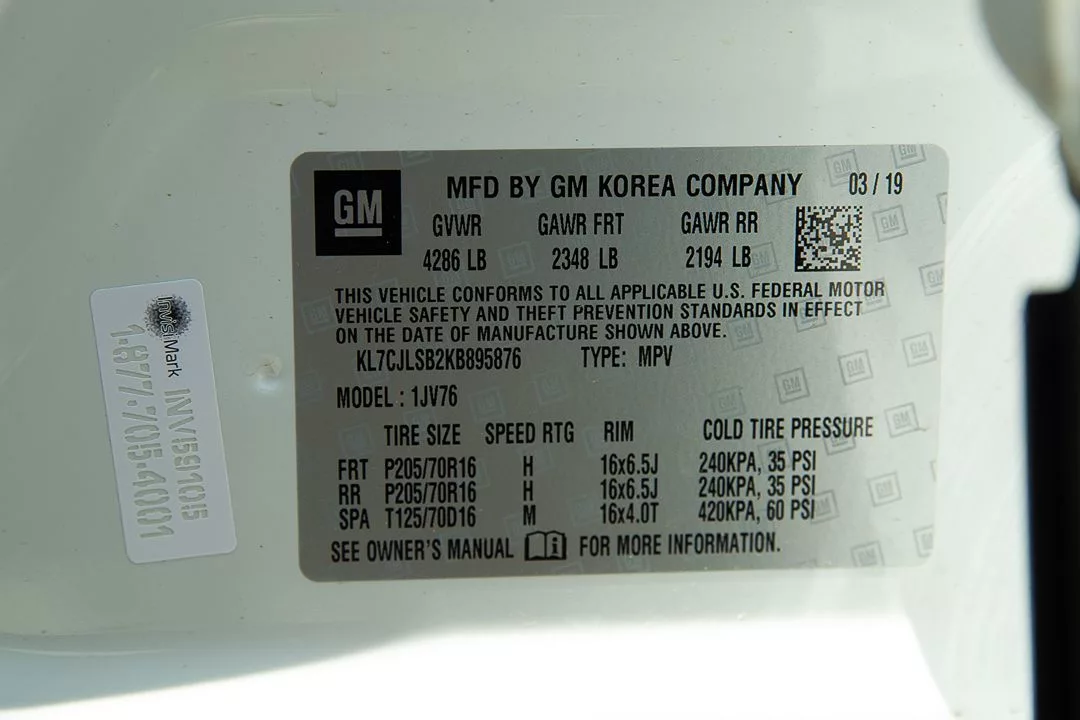 GM
MFD BY GM KOREA COMPANY 03 / 19
GVWR GAWR FRT GAWR RR
4286 LB 2348 LB 2194 LB
THIS VEHICLE CONFORMS TO ALL APPLICABLE U.S. FEDERAL MOTOR
VEHICLE SAFETY AND THEFT PREVENTION STANDARDS IN EFFECT
ON THE DATE OF MANUFACTURE SHOWN ABOVE.
KL7CJLSB2KB895876 TYPE: MPV
MODEL : 1JV76
TIRE SIZE SPEED RTG RIM COLD TIRE PRESSURE
FRT P205/70R16 H 16x6.5J 240KPA, 35 PSI
RR P205/70R16 H 16x6.5J 240KPA, 35 PSI
SPA T125/70D16 M 16x4.0T 420KPA, 60 PSI
SEE OWNER'S MANUAL FOR MORE INFORMATION.
InvisiMark
INV59105
1·877·705·4001